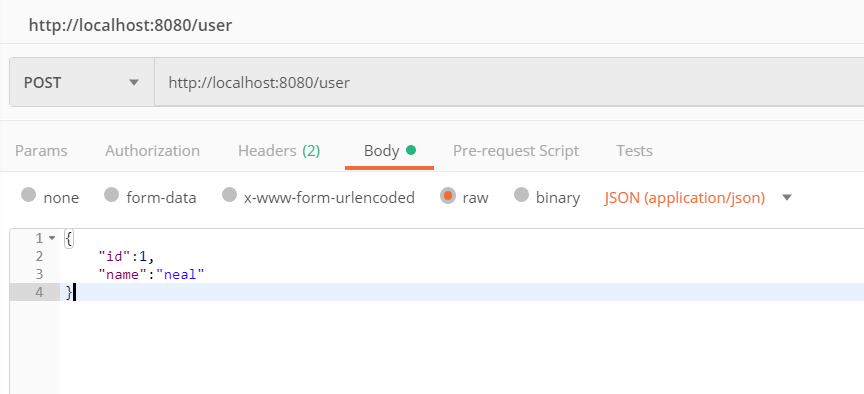 http://localhost:8080/user
POST http://localhost:8080/user
Params Authorization Headers (2) Body Pre-request Script Tests
none form-data x-www-form-urlencoded raw binary JSON (application/json)
1 {
2 "id":1,
3 "name":"neal"
4 }